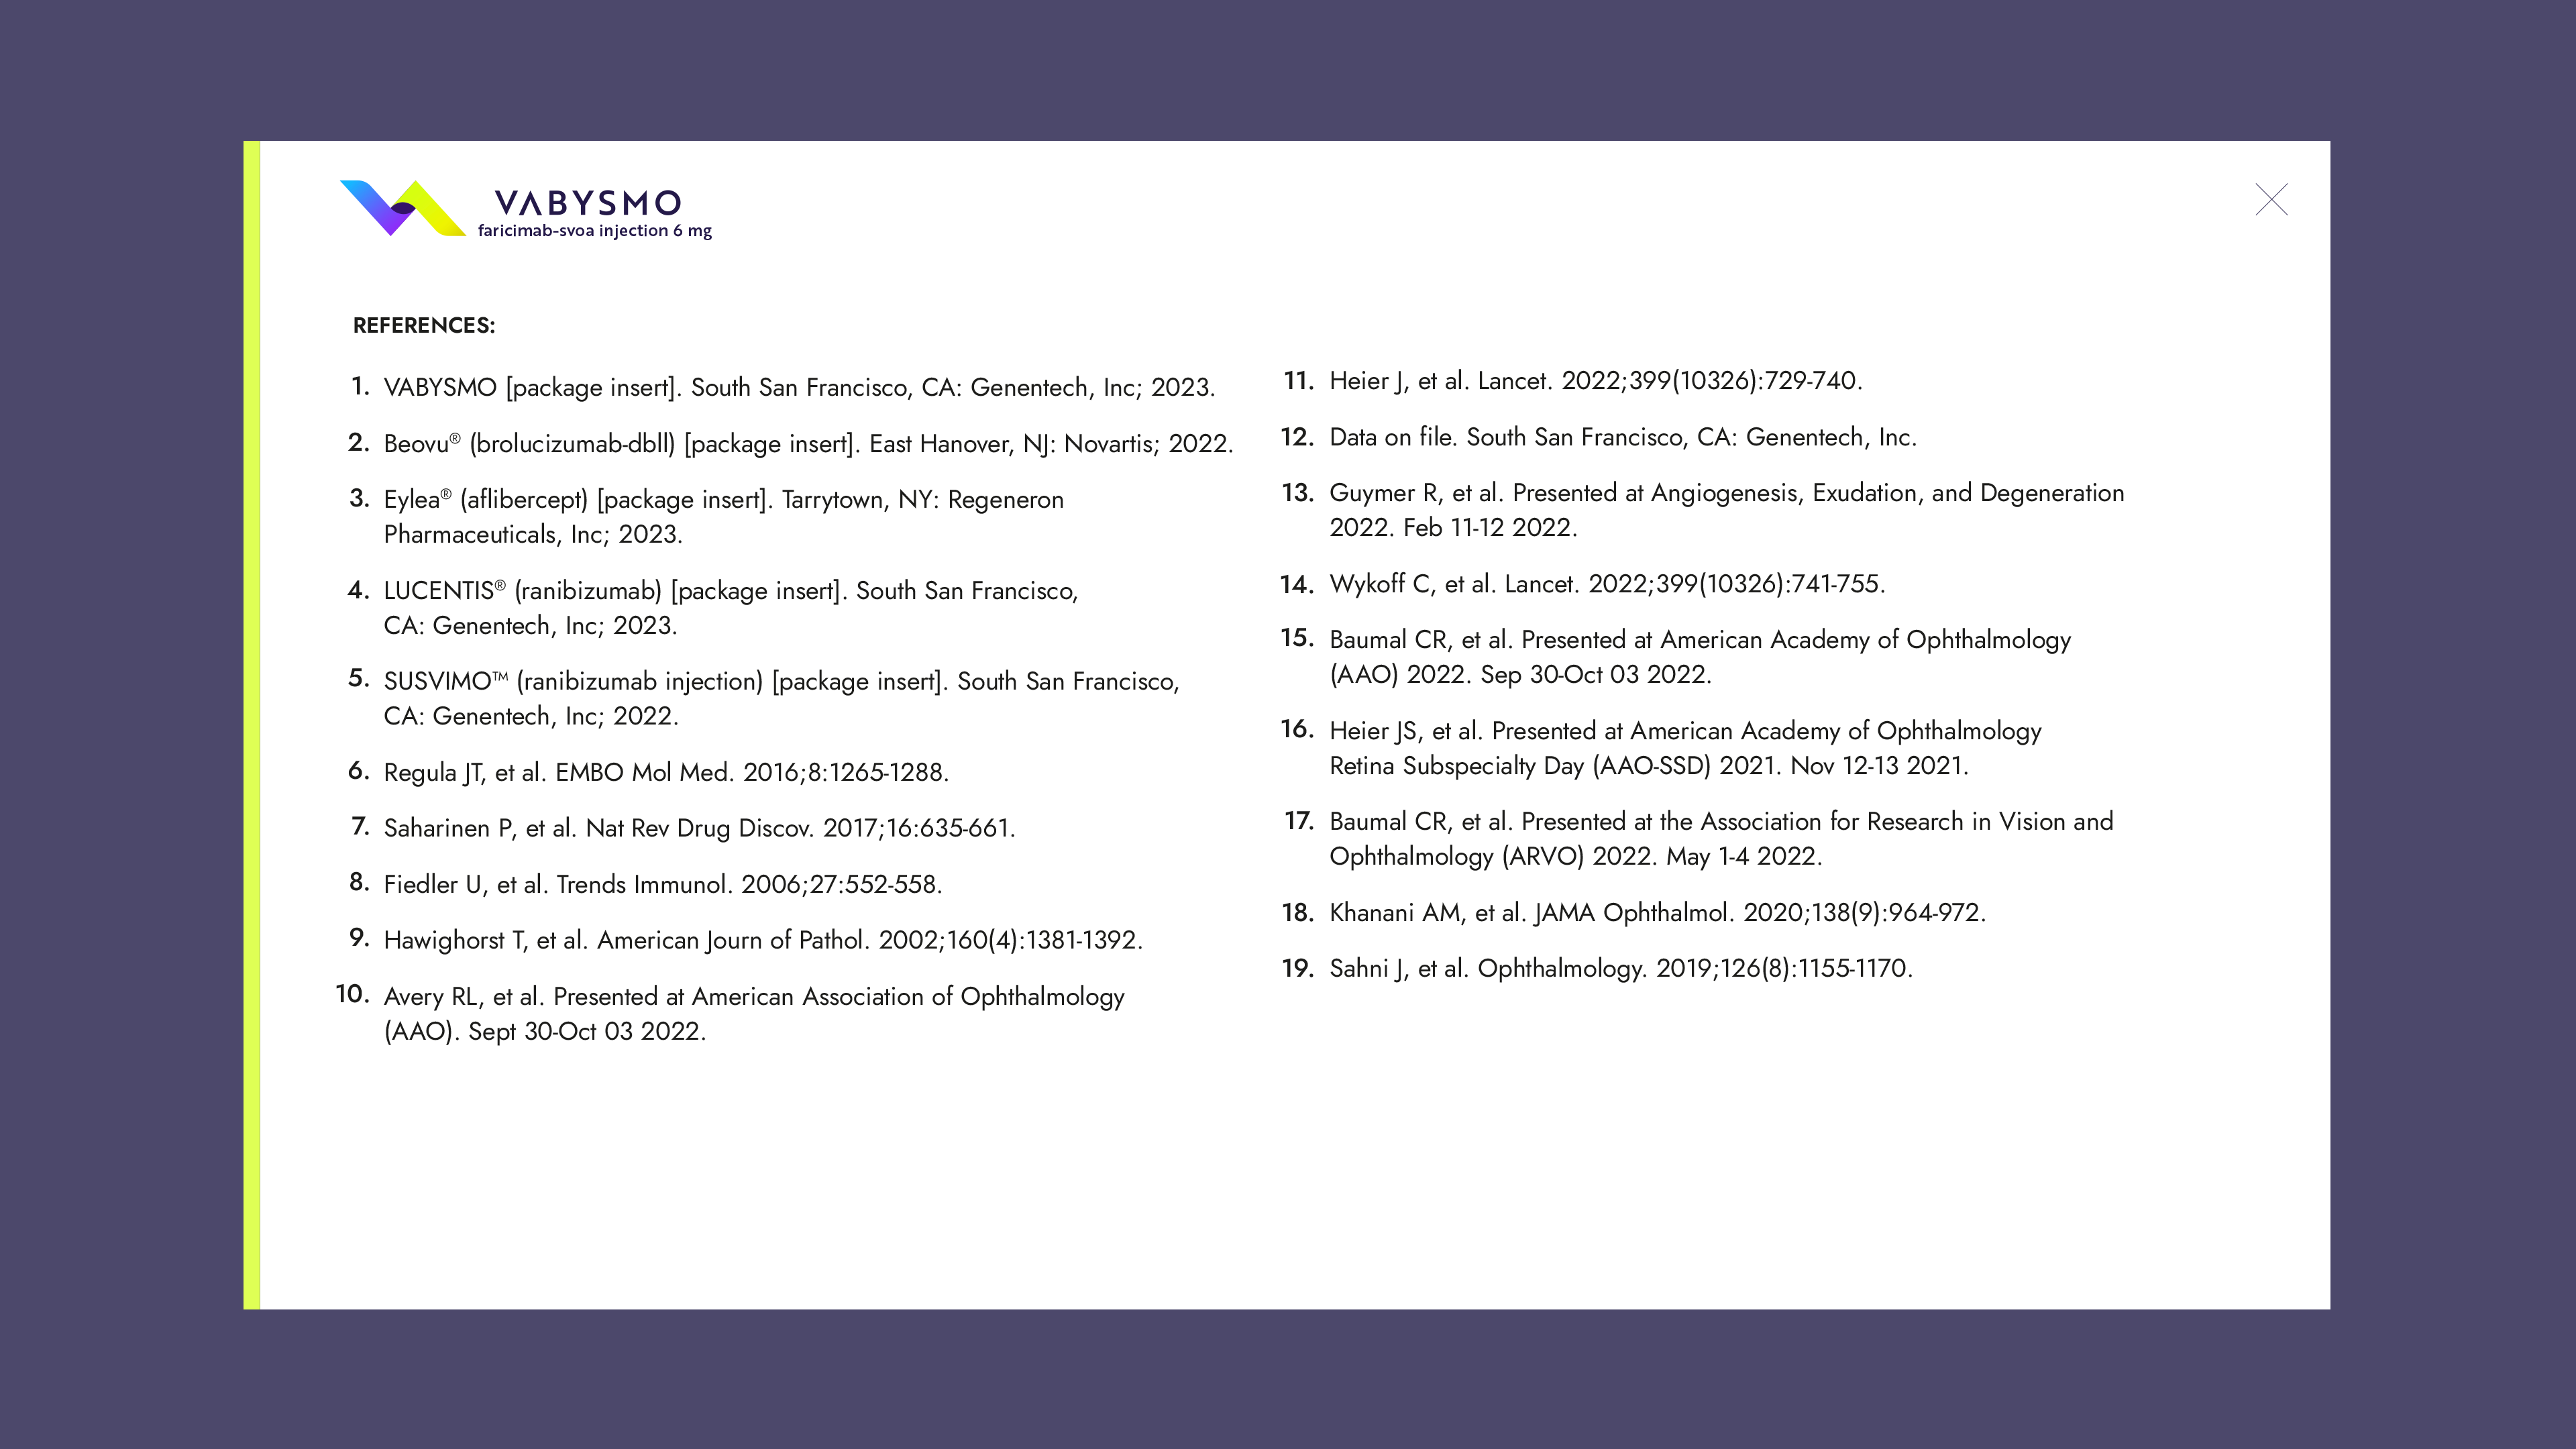 VABYSMO
faricimab-svoa injection 6 mg
REFERENCES:
1. VABYSMO [package insert]. South San Francisco, CA: Genentech, Inc; 2023.
2. Beovu® (brolucizumab-dbll) [package insert]. East Hanover, NJ: Novartis; 2022.
3. Eylea® (aflibercept) [package insert]. Tarrytown, NY: Regeneron
Pharmaceuticals, Inc; 2023.
4. LUCENTIS® (ranibizumab) [package insert]. South San Francisco,
CA: Genentech, Inc; 2023.
5. SUSVIMO™ (ranibizumab injection) [package insert]. South San Francisco,
CA: Genentech, Inc; 2022.
6. Regula JT, et al. EMBO Mol Med. 2016;8:1265-1288.
7. Saharinen P, et al. Nat Rev Drug Discov. 2017;16:635-661.
8. Fiedler U, et al. Trends Immunol. 2006;27:552-558.
9. Hawighorst T, et al. American Journ of Pathol. 2002;160(4):1381-1392.
10. Avery RL, et al. Presented at American Association of Ophthalmology
(AAO). Sept 30-Oct 03 2022.
11. Heier J, et al. Lancet. 2022;399(10326):729-740.
12. Data on file. South San Francisco, CA: Genentech, Inc.
13. Guymer R, et al. Presented at Angiogenesis, Exudation, and Degeneration
2022. Feb 11-12 2022.
14. Wykoff C, et al. Lancet. 2022;399(10326):741-755.
15. Baumal CR, et al. Presented at American Academy of Ophthalmology
(AAO) 2022. Sep 30-Oct 03 2022.
16. Heier JS, et al. Presented at American Academy of Ophthalmology
Retina Subspecialty Day (AAO-SSD) 2021. Nov 12-13 2021.
17. Baumal CR, et al. Presented at the Association for Research in Vision and
Ophthalmology (ARVO) 2022. May 1-4 2022.
18. Khanani AM, et al. JAMA Ophthalmol. 2020;138(9):964-972.
19. Sahni J, et al. Ophthalmology. 2019;126(8):1155-1170.